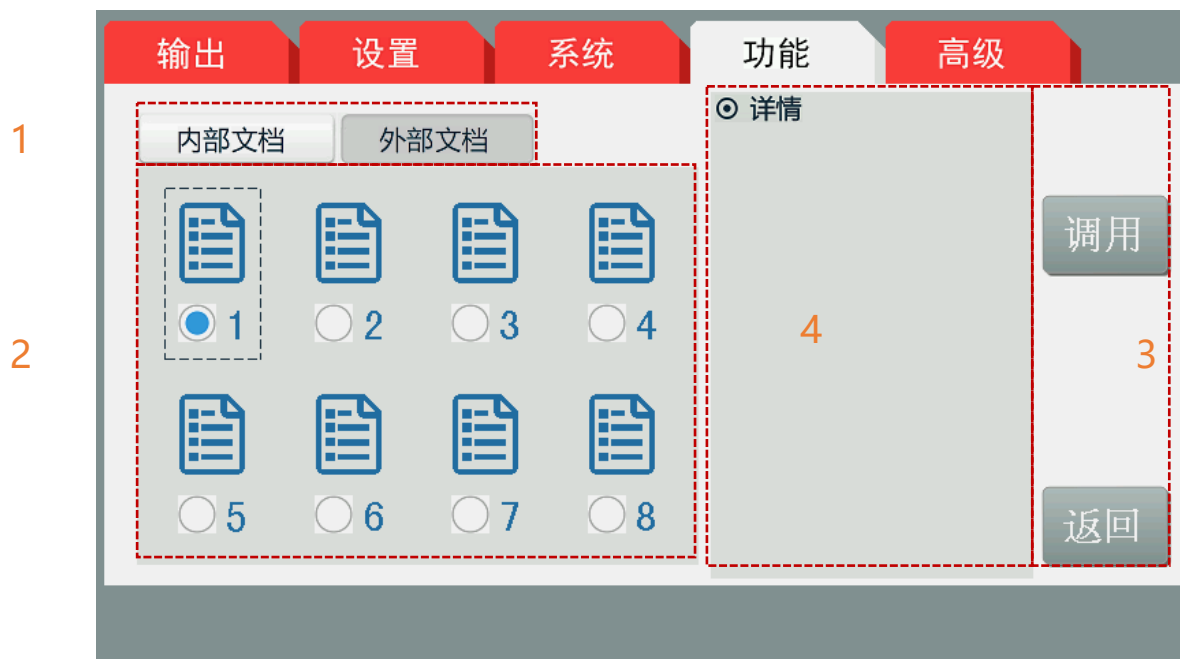 输出 设置 系统 功能 高级
1 内部文档 外部文档
详情
调用
1 2 3 4
2 4 3
5 6 7 8
返回